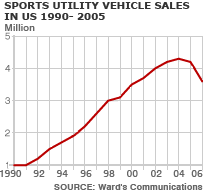 SPORTS UTILITY VEHICLE SALES
IN US 1990- 2005
Million
5
4
3
2
1
1990 92 94 96 98 00 02 04 06
SOURCE: Ward's Communications